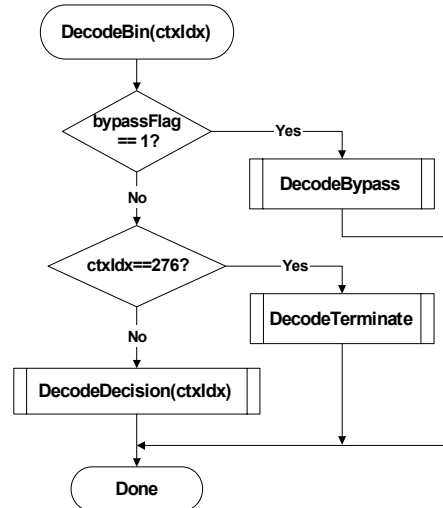 DecodeBin(ctxIdx)
bypassFlag
== 1?
Yes
DecodeBypass
No
ctxIdx==276?
Yes
DecodeTerminate
No
DecodeDecision(ctxIdx)
Done